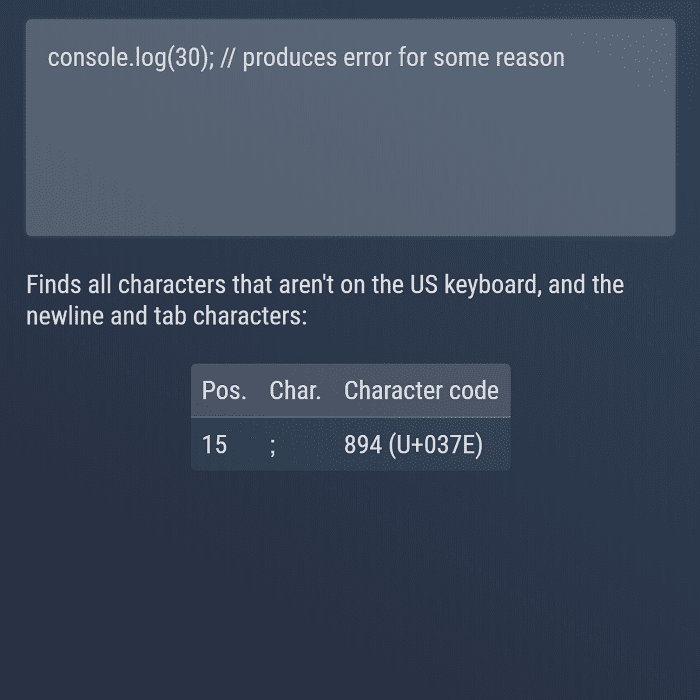 console.log(30); // produces error for some reason
Finds all characters that aren't on the US keyboard, and the
newline and tab characters:
Pos. Char. Character code
15 ; 894 (U+037E)